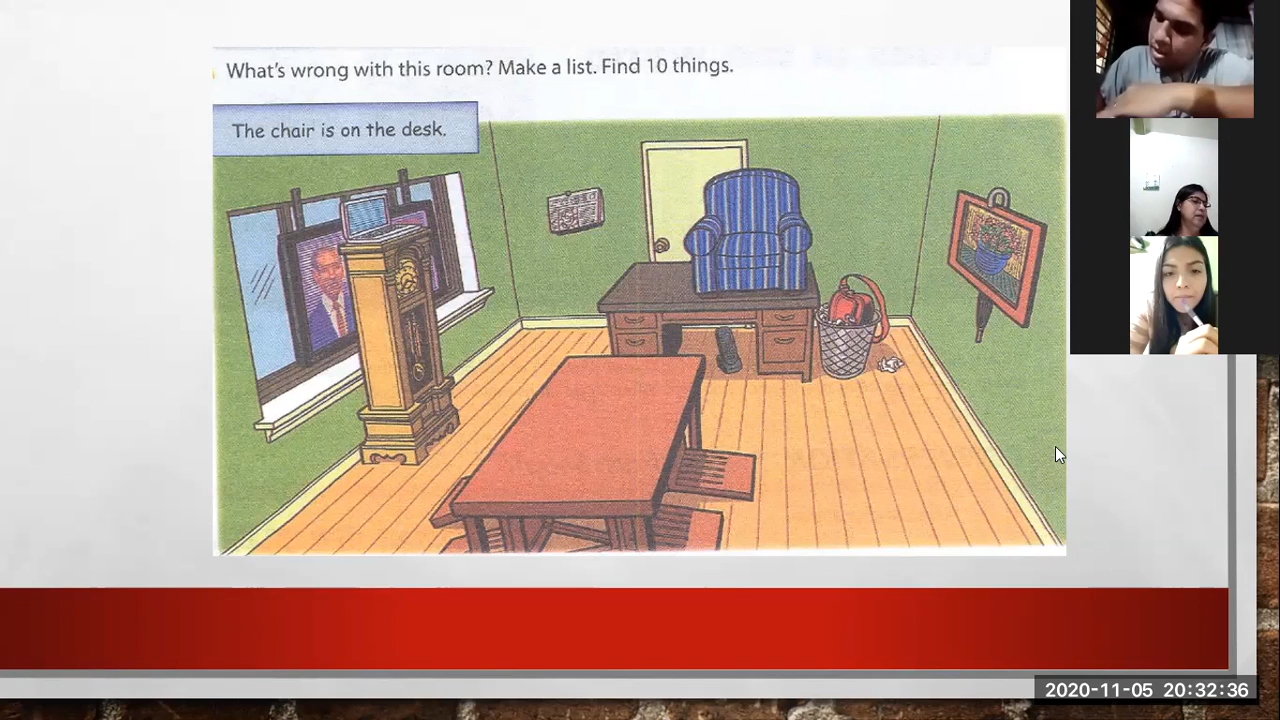 What's wrong with this room? Make a list. Find 10 things.
The chair is on the desk.
2020-11-05 20:32:36